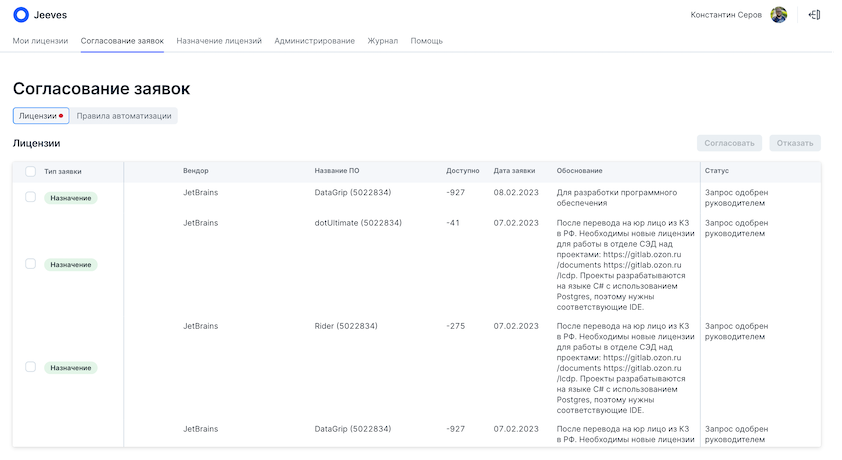 Jeeves
Константин Серов
Мои лицензии Согласование заявок Назначение лицензий Администрирование Журнал Помощь
Согласование заявок
Лицензии Правила автоматизации
Лицензии
Согласовать Отказать
Тип заявки Вендор Название ПО Доступно Дата заявки Обоснование Статус
Назначение JetBrains DataGrip (5022834) -927 08.02.2023 Для разработки программного Запрос одобрен
обеспечения руководителем
JetBrains dotUltimate (5022834) -41 07.02.2023 После перевода на юр лицо из КЗ Запрос одобрен
в РФ. Необходимы новые лицензии руководителем
для работы в отделе СЭД над
проектами: https://gitlab.ozon.ru
Назначение /documents https://gitlab.ozon.ru
/lcdp. Проекты разрабатываются
на языке C# с использованием
Postgres, поэтому нужны
соответствующие IDE.
JetBrains Rider (5022834) -275 07.02.2023 После перевода на юр лицо из КЗ Запрос одобрен
в РФ. Необходимы новые лицензии руководителем
для работы в отделе СЭД над
проектами: https://gitlab.ozon.ru
Назначение /documents https://gitlab.ozon.ru
/lcdp. Проекты разрабатываются
на языке C# с использованием
Postgres, поэтому нужны
соответствующие IDE.
JetBrains DataGrip (5022834) -927 07.02.2023 После перевода на юр лицо из КЗ Запрос одобрен
в РФ. Необходимы новые лицензии руководителем